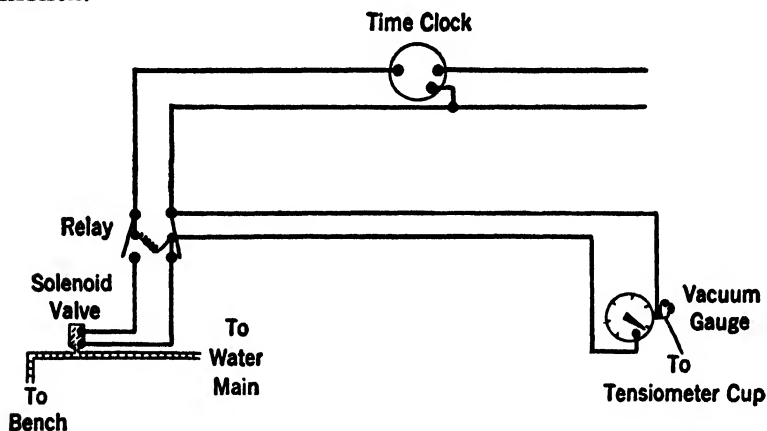 Time Clock
Relay
Solenoid
Valve
To
Water
Main
To
Bench
Vacuum
Gauge
To
Tensiometer Cup